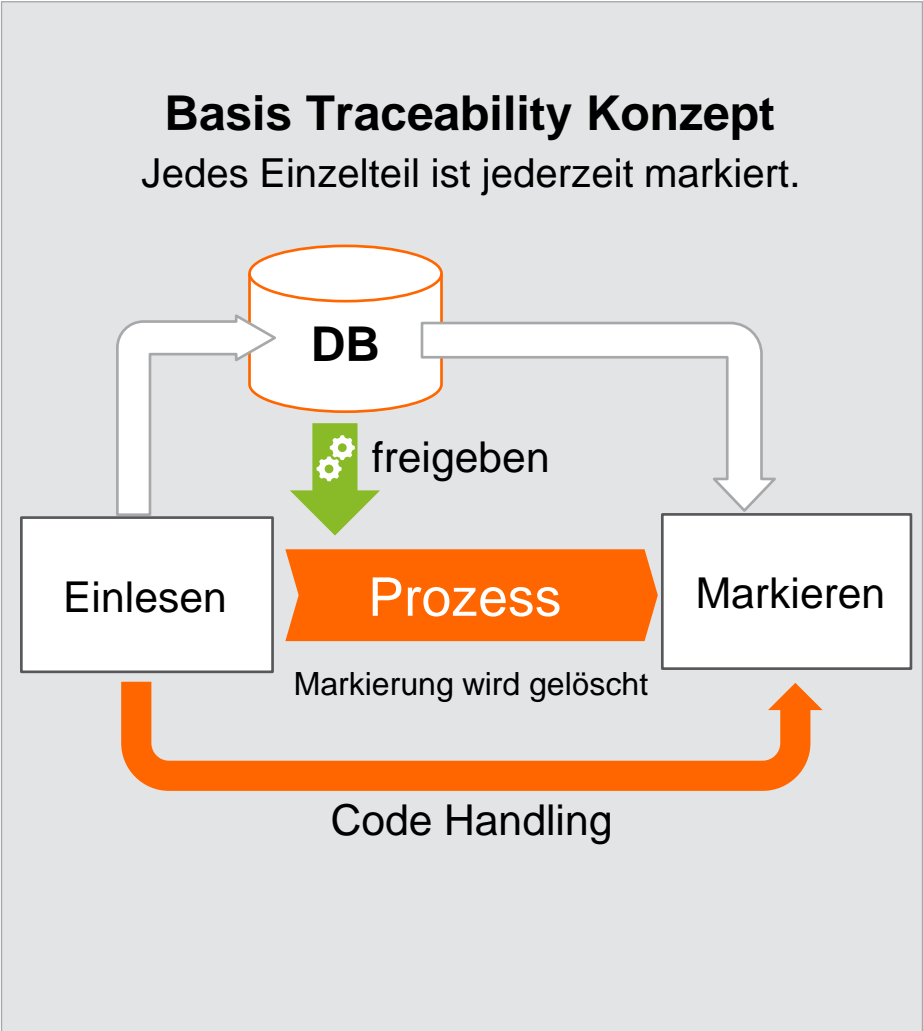 Basis Traceability Konzept
Jedes Einzelteil ist jederzeit markiert.
DB
freigeben
Einlesen
Prozess
Markieren
Markierung wird gelöscht
Code Handling